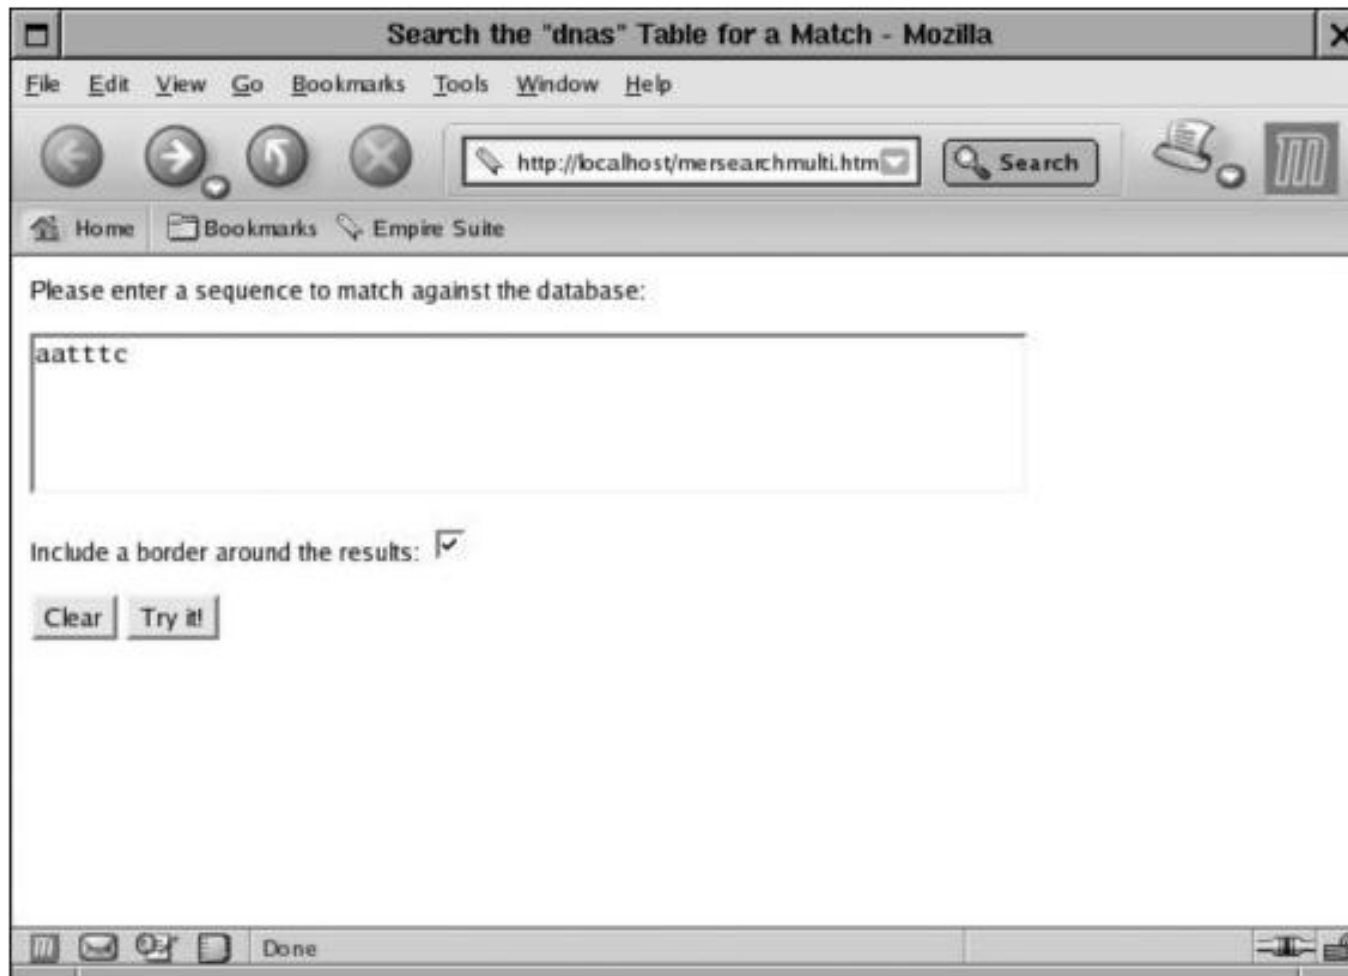 Search the "dnas" Table for a Match - Mozilla
File Edit View Go Bookmarks Tools Window Help
http://localhost/mersearchmulti.htm Search
Home Bookmarks Empire Suite
Please enter a sequence to match against the database:
aatttc
Include a border around the results:
Clear Try it!
Done